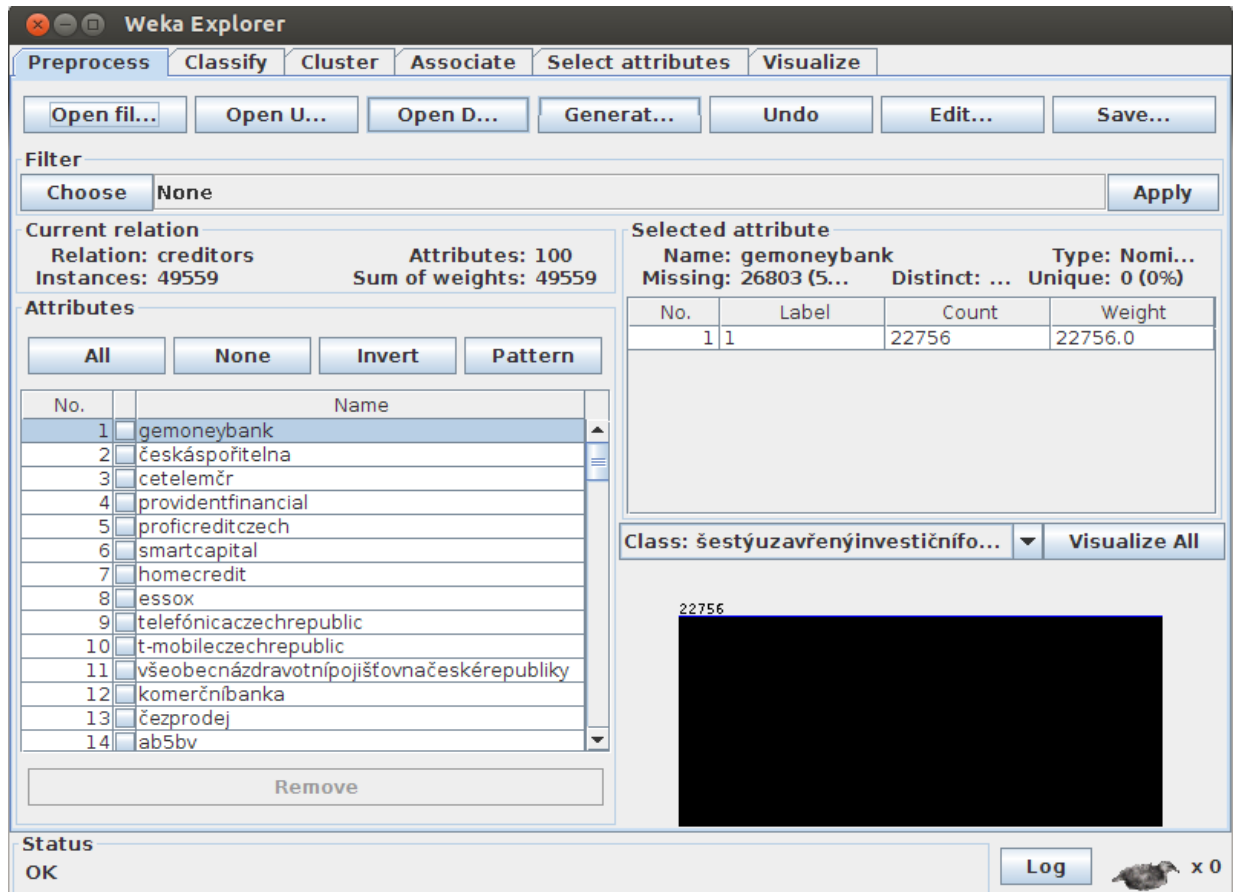 Weka Explorer
Preprocess Classify Cluster Associate Select attributes Visualize
Open fil... Open U... Open D... Generat... Undo Edit... Save...
Filter
Choose None Apply
Current relation
Relation: creditors Attributes: 100
Instances: 49559 Sum of weights: 49559
Attributes
All None Invert Pattern
No. Name
1 gemoneybank
2 českáspořitelna
3 cetelemčr
4 providentfinancial
5 proficreditczech
6 smartcapital
7 homecredit
8 essox
9 telefónicaczechrepublic
10 t-mobileczechrepublic
11 všeobecnázdravotnípojišťovnačeskérepubliky
12 komerčníbanka
13 čezprodej
14 ab5bv
Remove
Selected attribute
Name: gemoneybank Type: Nomi...
Missing: 26803 (5... Distinct: ... Unique: 0 (0%)
No. Label Count Weight
1 1 22756 22756.0
Class: šestýuzavřenýinvestičnífo... Visualize All
22756
Status
OK
Log x 0